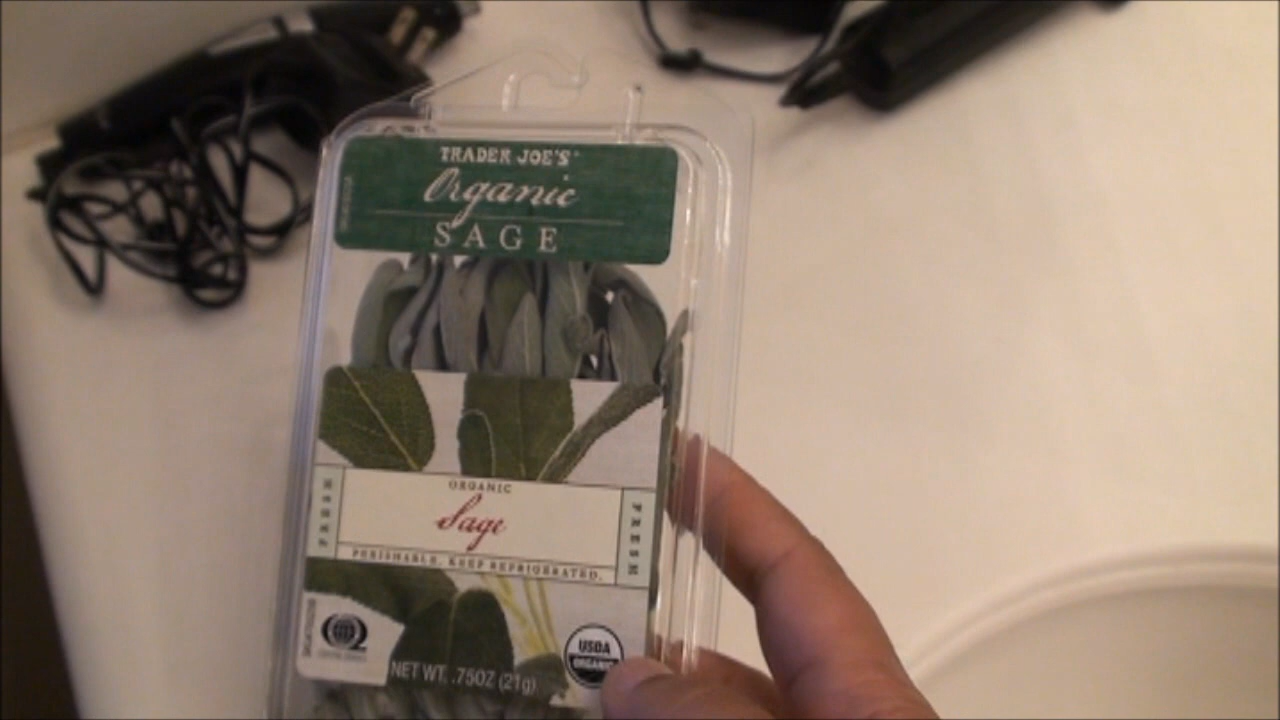 TRADER JOE'S
Organic
SAGE
ORGANIC
Sage
FRESH
FRESH
PERISHABLE. KEEP REFRIGERATED.
USDA
ORGANIC
NET WT. .75OZ (21g)